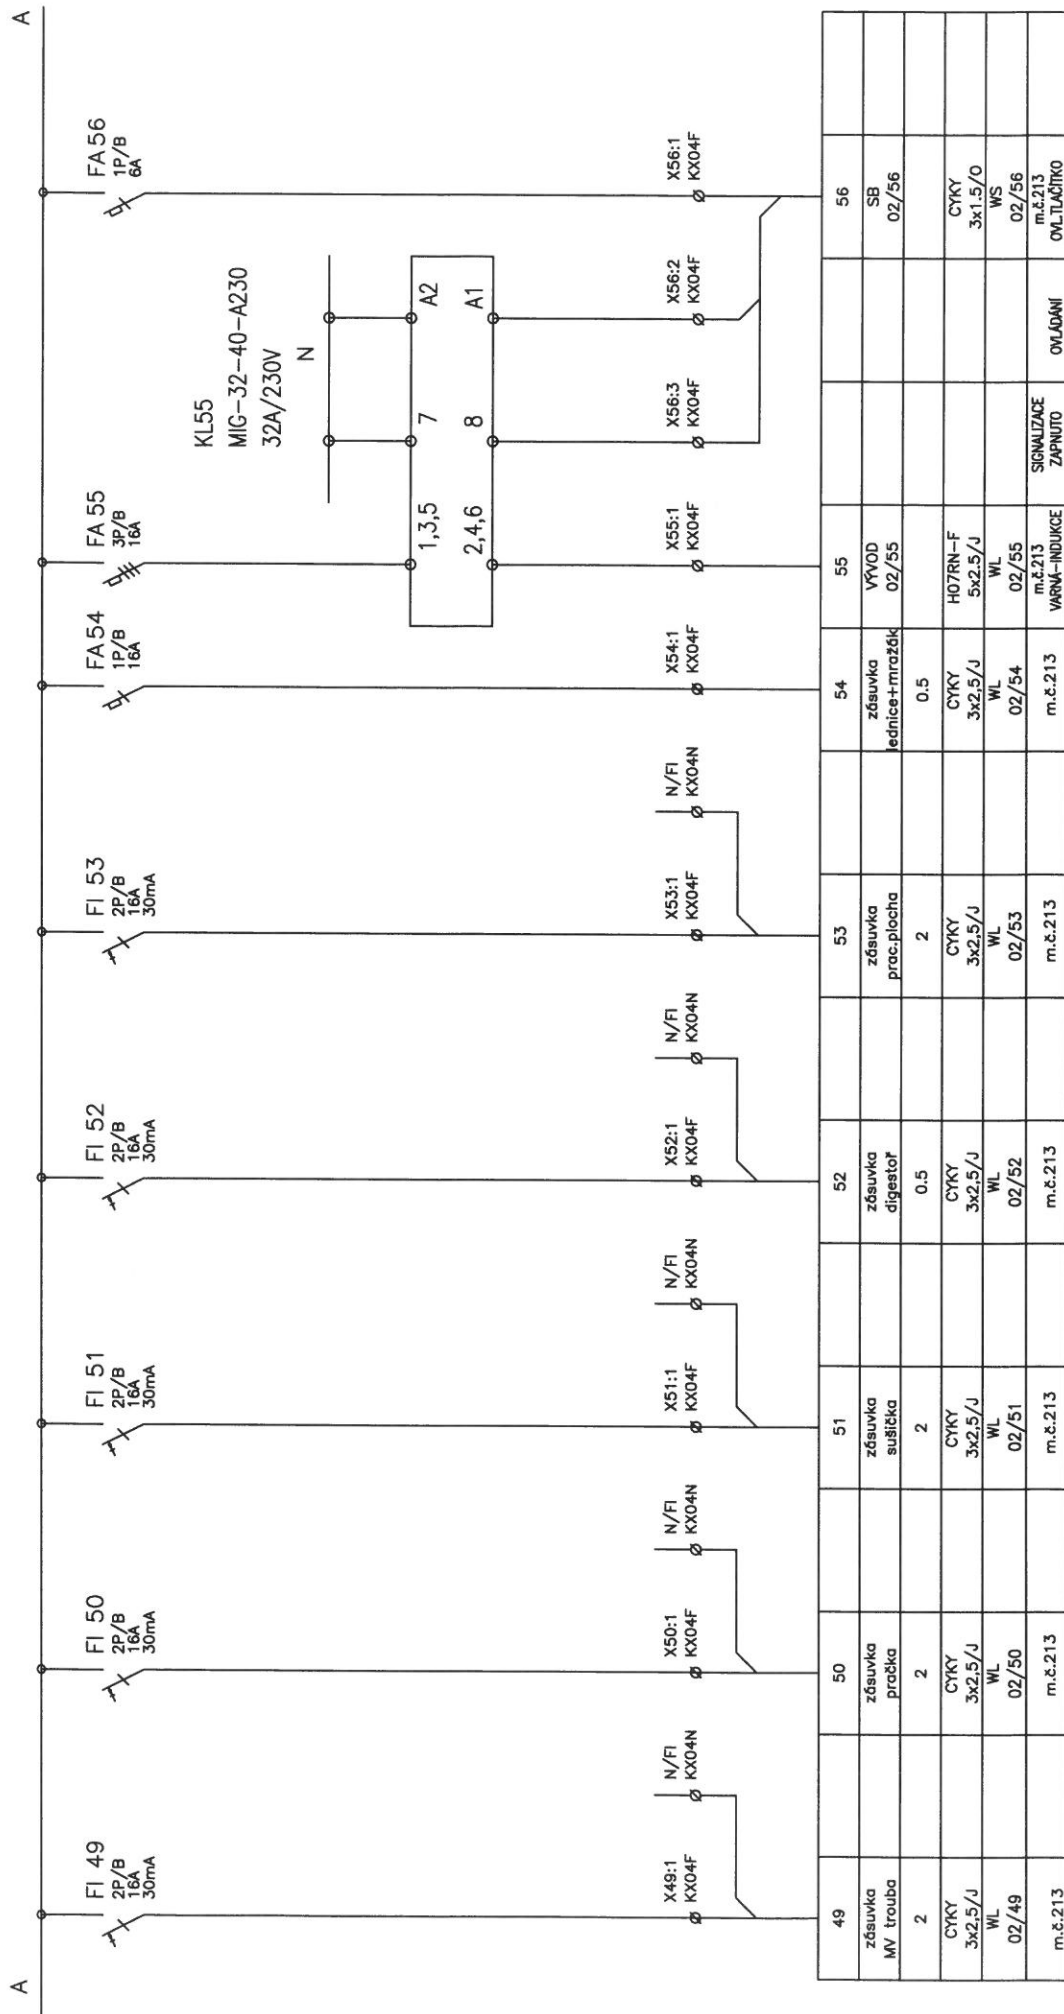 A
A
FI 49
2P/B
16A
30mA
FI 50
2P/B
16A
30mA
FI 51
2P/B
16A
30mA
FI 52
2P/B
16A
30mA
FI 53
2P/B
16A
30mA
FA54
1P/B
16A
FA55
3P/B
16A
FA56
1P/B
6A
KL55
MIG-32-40-A230
32A/230V
N
1,3,5
7
A2
2,4,6
8
A1
X49:1
KX04F
N/FI
KX04N
X50:1
KX04F
N/FI
KX04N
X51:1
KX04F
N/FI
KX04N
X52:1
KX04F
N/FI
KX04N
X53:1
KX04F
N/FI
KX04N
X54:1
KX04F
X55:1
KX04F
X56:3
KX04F
X56:2
KX04F
X56:1
KX04F
49 50 51 52 53 54 55 56
zásuvka
MV trouba
zásuvka
pračka
zásuvka
sušička
zásuvka
digestoř
zásuvka
prac.plocha
zásuvka
lednice+mražák
VÝVOD
02/55
SB
02/56
2 2 2 0.5 2 0.5
CYKY
3x2,5/J
CYKY
3x2,5/J
CYKY
3x2,5/J
CYKY
3x2,5/J
CYKY
3x2,5/J
CYKY
3x2,5/J
H07RN-F
5x2.5/J
CYKY
3x1.5/O
WL
02/49
WL
02/50
WL
02/51
WL
02/52
WL
02/53
WL
02/54
WL
02/55
WS
02/56
m.č.213
m.č.213
m.č.213
m.č.213
m.č.213
m.č.213
m.č.213
VARNÁ-INDUKCE
SIGNALIZACE
ZAPNUTO
OVLÁDÁNÍ
m.č.213
OVL.TLAČÍTKO